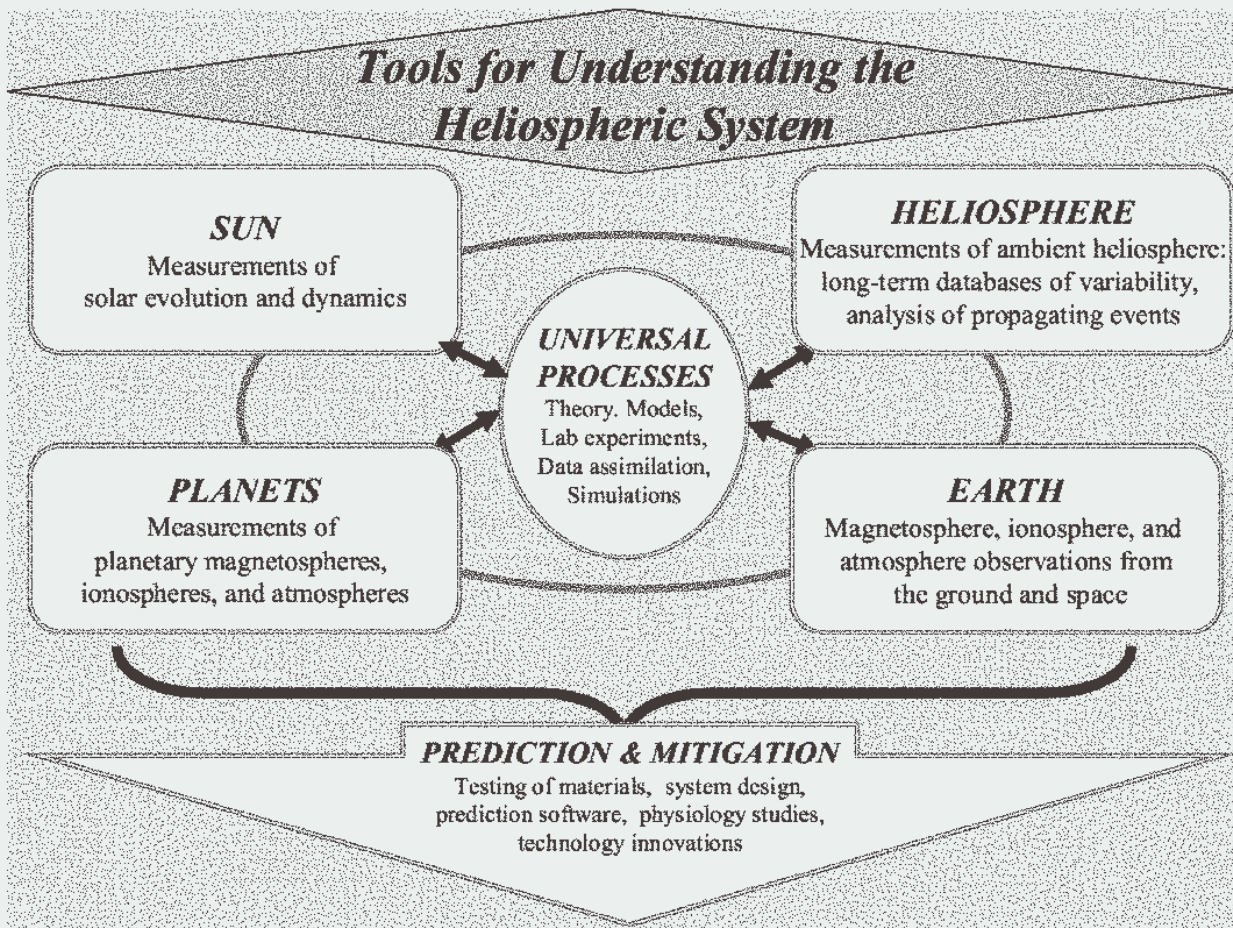 Tools for Understanding the
Heliospheric System
SUN
Measurements of
solar evolution and dynamics
HELIOSPHERE
Measurements of ambient heliosphere:
long-term databases of variability,
analysis of propagating events
UNIVERSAL
PROCESSES
Theory. Models,
Lab experiments,
Data assimilation,
Simulations
PLANETS
Measurements of
planetary magnetospheres,
ionospheres, and atmospheres
EARTH
Magnetosphere, ionosphere, and
atmosphere observations from
the ground and space
PREDICTION & MITIGATION
Testing of materials, system design,
prediction software, physiology studies,
technology innovations